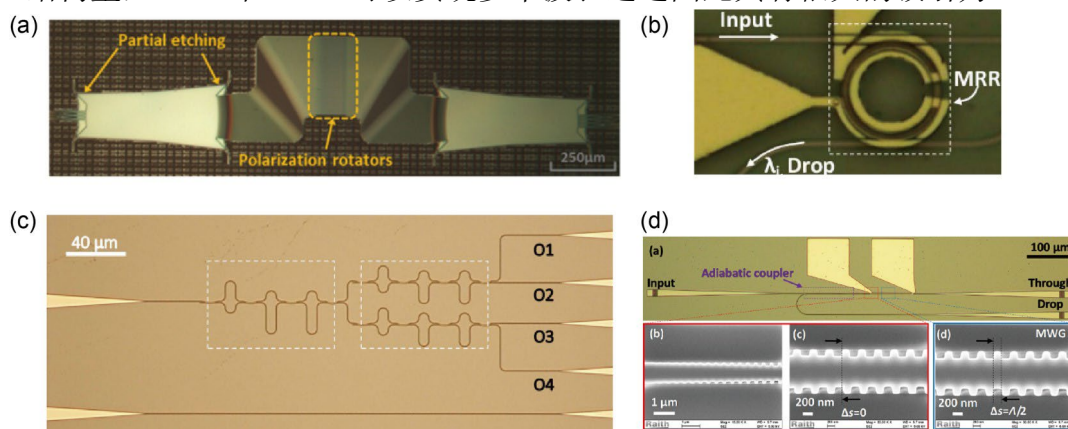 (a)
Partial etching
Polarization rotators
250μm
(b)
Input
MRR
λi Drop
(c)
40 μm
O1
O2
O3
O4
(d)
(a)
100 μm
Adiabatic coupler
Input
Through
Drop
(b)
1 μm
Raith
(c)
200 nm
Δs=0
Raith
(d)
MWG
200 nm
Δs=Λ/2
Raith